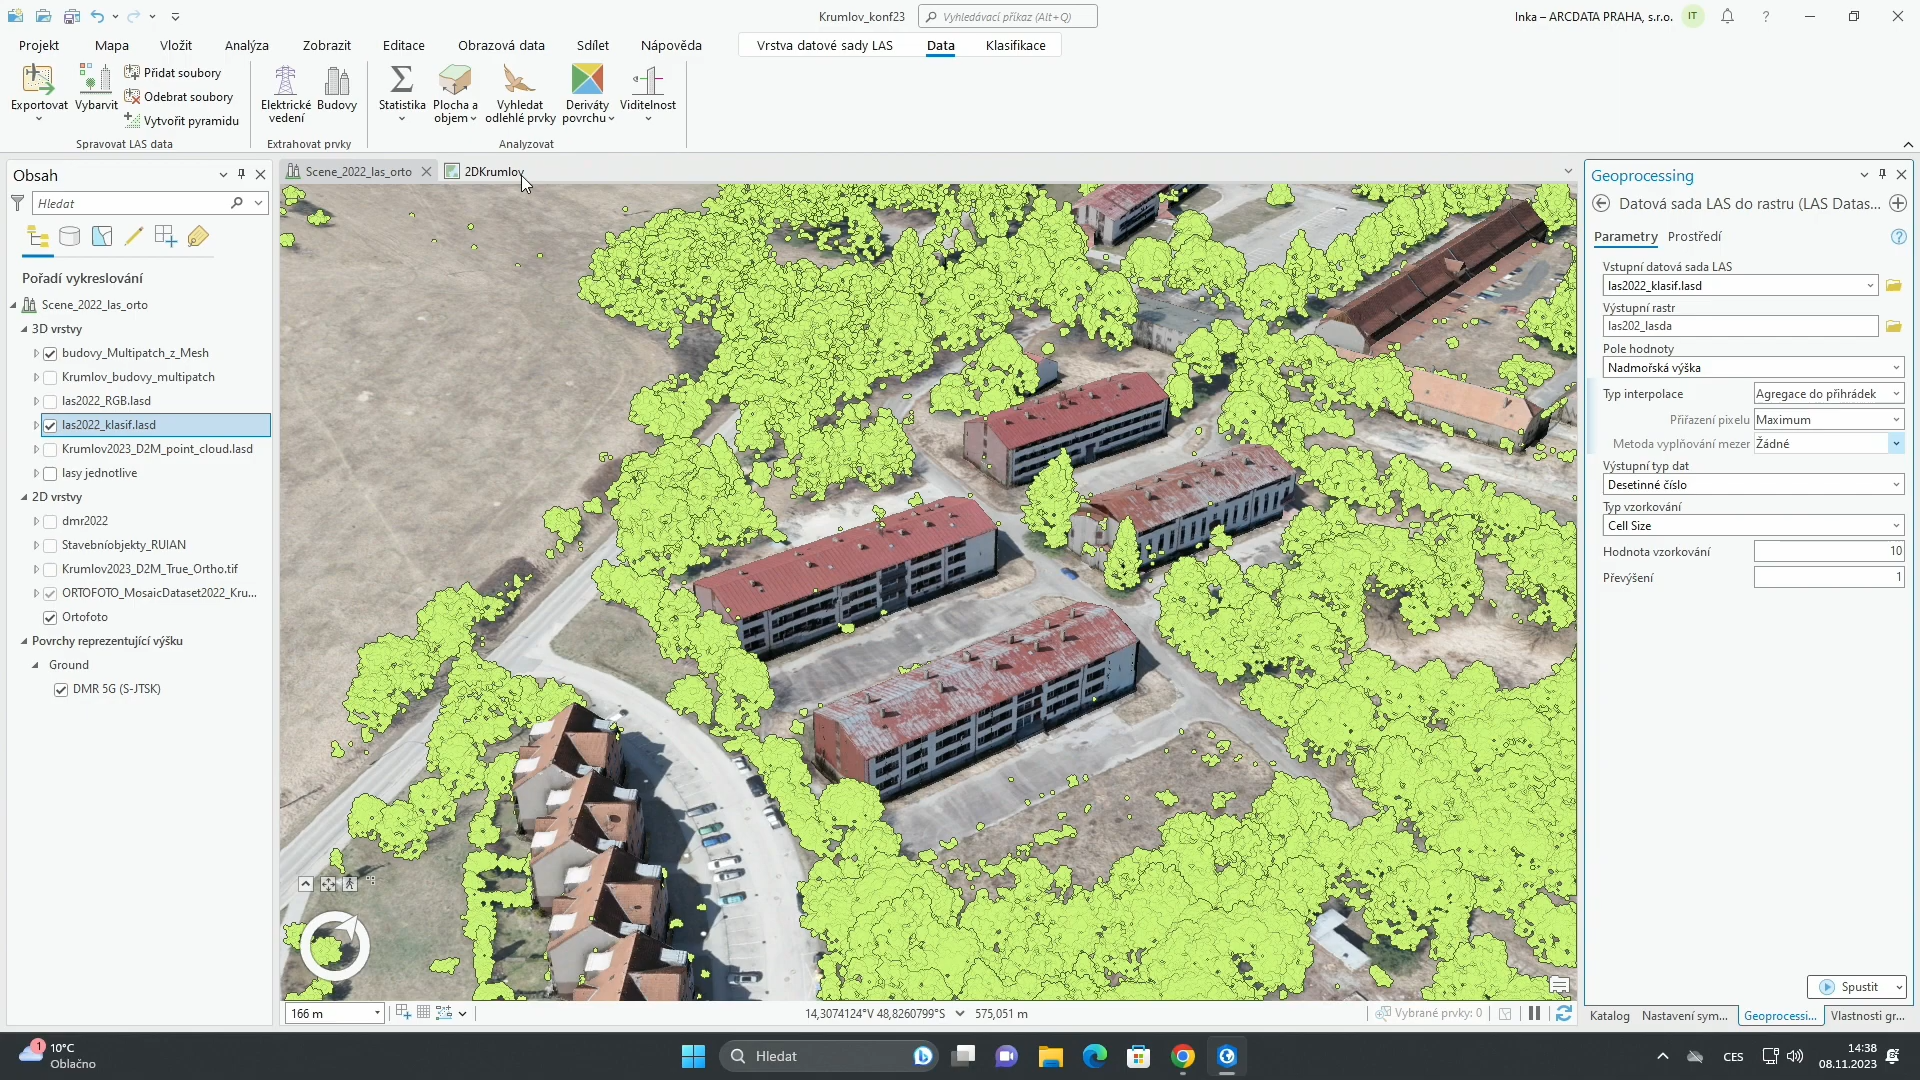 Krumlov_konf23
Vyhledávací příkaz (Alt+Q)
Inka – ARCDATA PRAHA, s.r.o.
IT
?
Projekt
Mapa
Vložit
Analýza
Zobrazit
Editace
Obrazová data
Sdílet
Nápověda
Vrstva datové sady LAS
Data
Klasifikace
Exportovat
Vybarvit
Přidat soubory
Odebrat soubory
Vytvořit pyramidu
Elektrické vedení
Budovy
Statistika
Plocha a objem
Vyhledat odlehlé prvky
Deriváty povrchu
Viditelnost
Spravovat LAS data
Extrahovat prvky
Analyzovat
Obsah
Hledat
Pořadí vykreslování
Scene_2022_las_orto
3D vrstvy
budovy_Multipatch_z_Mesh
Krumlov_budovy_multipatch
las2022_RGB.lasd
las2022_klasif.lasd
Krumlov2023_D2M_point_cloud.lasd
lasy jednotlive
2D vrstvy
dmr2022
Stavebníobjekty_RUIAN
Krumlov2023_D2M_True_Ortho.tif
ORTOFOTO_MosaicDataset2022_Kru...
Ortofoto
Povrchy reprezentující výšku
Ground
DMR 5G (S-JTSK)
Scene_2022_las_orto
2DKrumlov
166 m
14,3074124°V 48,8260799°S
575,051 m
Vybrané prvky: 0
Geoprocessing
Datová sada LAS do rastru (LAS Datas...
Parametry
Prostředí
?
Vstupní datová sada LAS
las2022_klasif.lasd
Výstupní rastr
las202_lasda
Pole hodnoty
Nadmořská výška
Typ interpolace
Agregace do přihrádek
Přiřazení pixelu
Maximum
Metoda vyplňování mezer
Žádné
Výstupní typ dat
Desetinné číslo
Typ vzorkování
Cell Size
Hodnota vzorkování
10
Převýšení
1
Spustit
Katalog
Nastavení sym...
Geoprocessi...
Vlastnosti gr...
1
10°C
Oblačno
Hledat
CES
14:38
08.11.2023